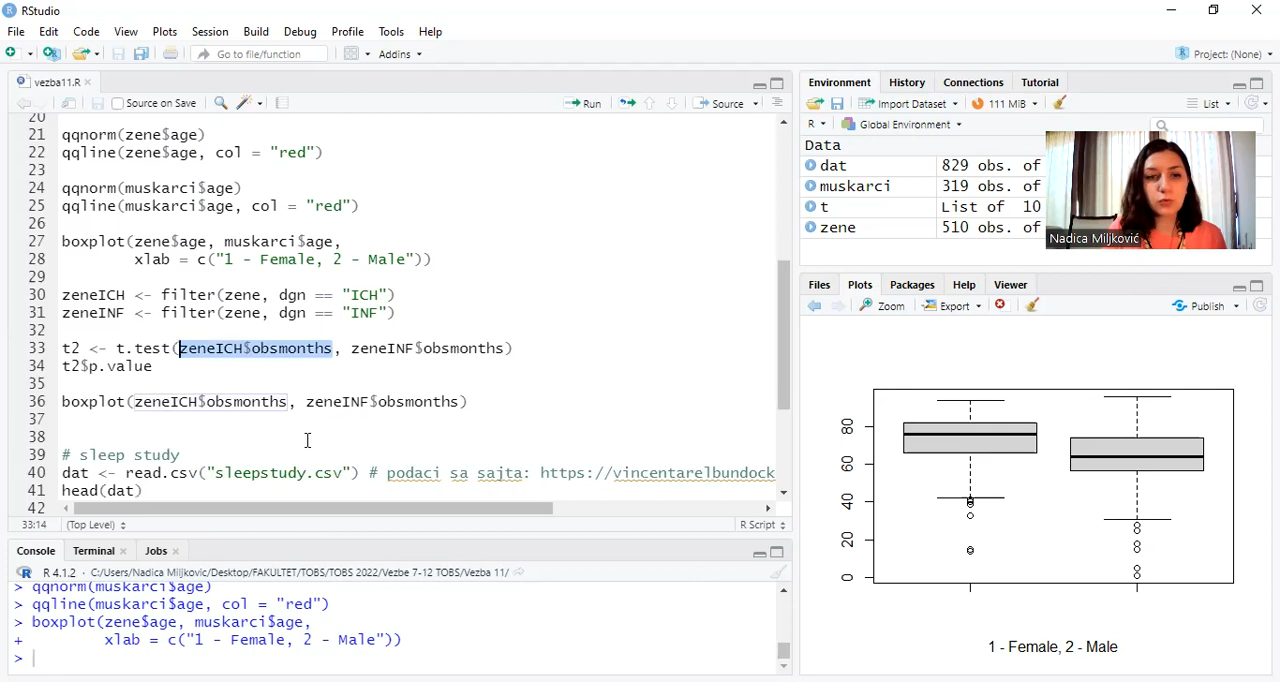 RStudio
File Edit Code View Plots Session Build Debug Profile Tools Help
Go to file/function Addins Project: (None)
vezba11.R
Source on Save Run Source
20
21 qqnorm(zene$age)
22 qqline(zene$age, col = "red")
23
24 qqnorm(muskarci$age)
25 qqline(muskarci$age, col = "red")
26
27 boxplot(zene$age, muskarci$age,
28 xlab = c("1 - Female, 2 - Male"))
29
30 zeneICH <- filter(zene, dgn == "ICH")
31 zeneINF <- filter(zene, dgn == "INF")
32
33 t2 <- t.test(zeneICH$obsmonths, zeneINF$obsmonths)
34 t2$p.value
35
36 boxplot(zeneICH$obsmonths, zeneINF$obsmonths)
37
38
39 # sleep study
40 dat <- read.csv("sleepstudy.csv") # podaci sa sajta: https://vincentarelbundock
41 head(dat)
42
33:14 (Top Level) R Script
Console Terminal Jobs
R 4.1.2 · C:/Users/Nadica Miljkovic/Desktop/FAKULTET/TOBS/TOBS 2022/Vezbe 7-12 TOBS/Vezba 11/
> qqnorm(muskarci$age)
> qqline(muskarci$age, col = "red")
> boxplot(zene$age, muskarci$age,
+ xlab = c("1 - Female, 2 - Male"))
>
Environment History Connections Tutorial
Import Dataset 111 MiB List
R Global Environment
Data
dat 829 obs. of
muskarci 319 obs. of
t List of 10
zene 510 obs. of
Nadica Miljković
Files Plots Packages Help Viewer
Zoom Export Publish
80
60
40
20
0
1 - Female, 2 - Male